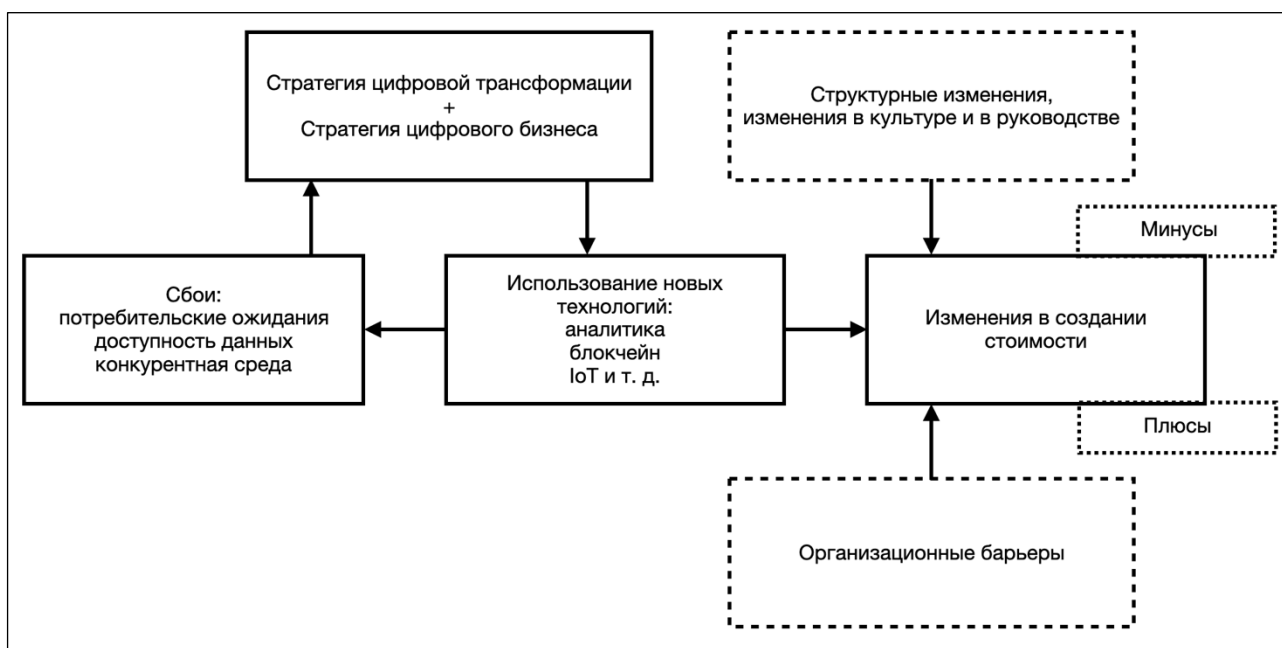 Стратегия цифровой трансформации
+
Стратегия цифрового бизнеса
Структурные изменения,
изменения в культуре и в руководстве
Минусы
Сбои:
потребительские ожидания
доступность данных
конкурентная среда
Использование новых
технологий:
аналитика
блокчейн
IoT и т. д.
Изменения в создании
стоимости
Плюсы
Организационные барьеры